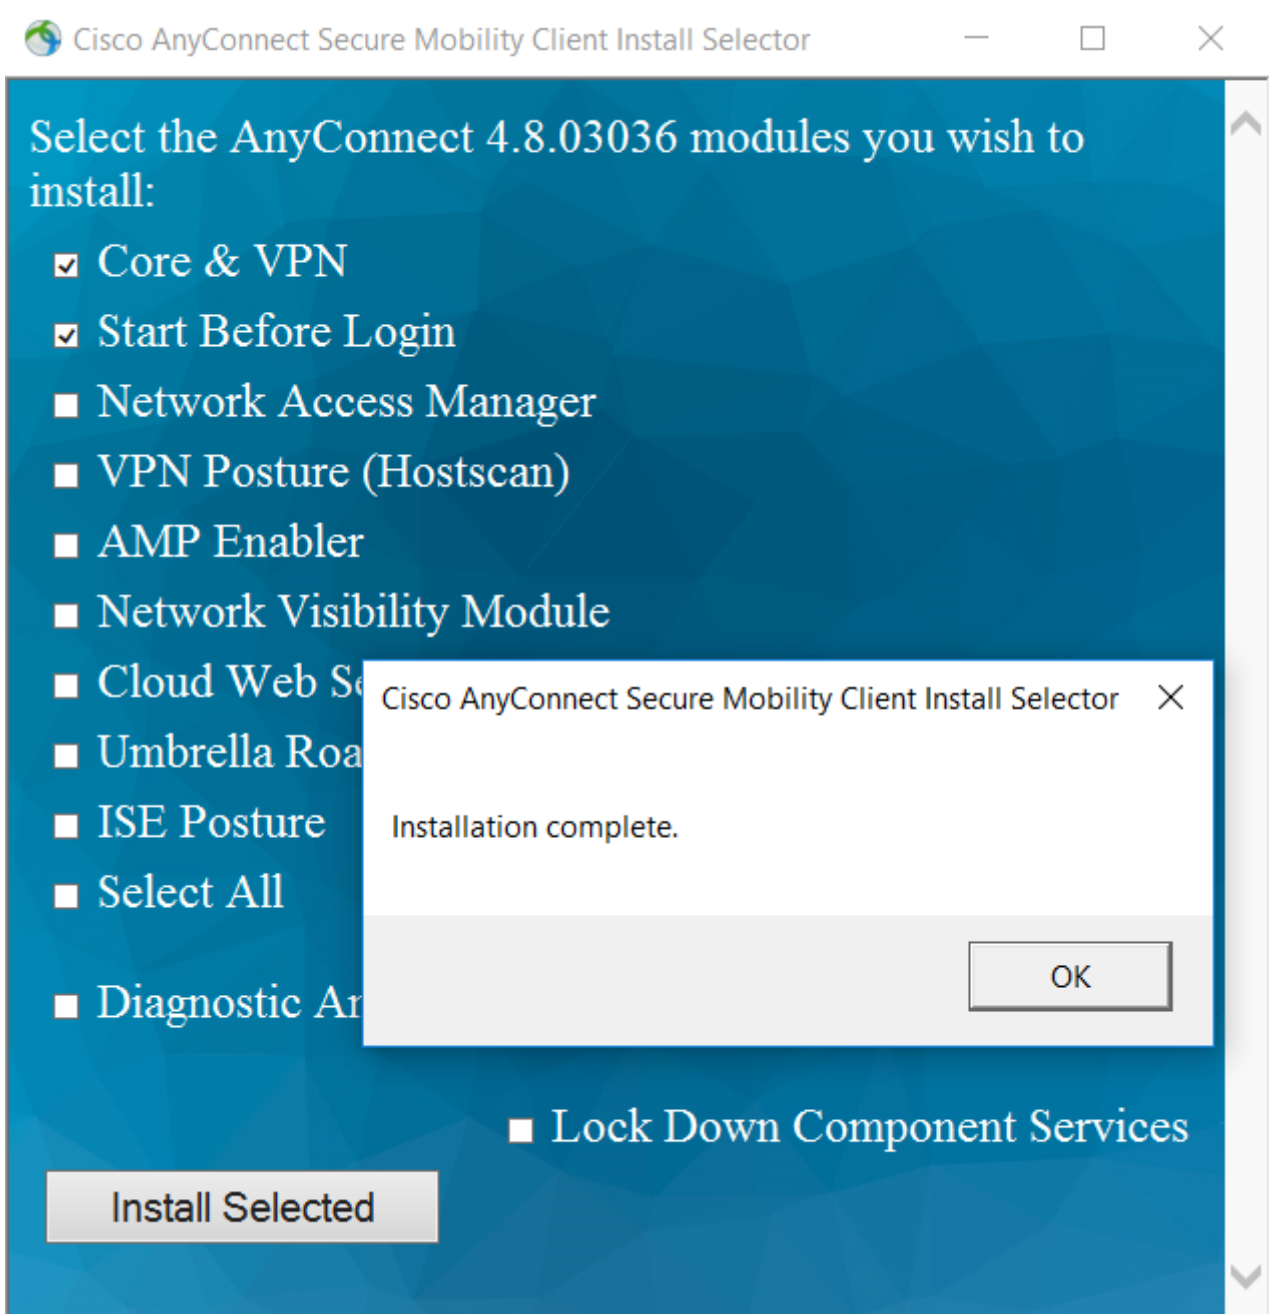 Cisco AnyConnect Secure Mobility Client Install Selector
Select the AnyConnect 4.8.03036 modules you wish to
install:
Core & VPN
Start Before Login
Network Access Manager
VPN Posture (Hostscan)
AMP Enabler
Network Visibility Module
Cloud Web
Umbrella
ISE Posture
Select All
Diagnostic
Cisco AnyConnect Secure Mobility Client Install Selector
Installation complete.
OK
Lock Down Component Services
Install Selected